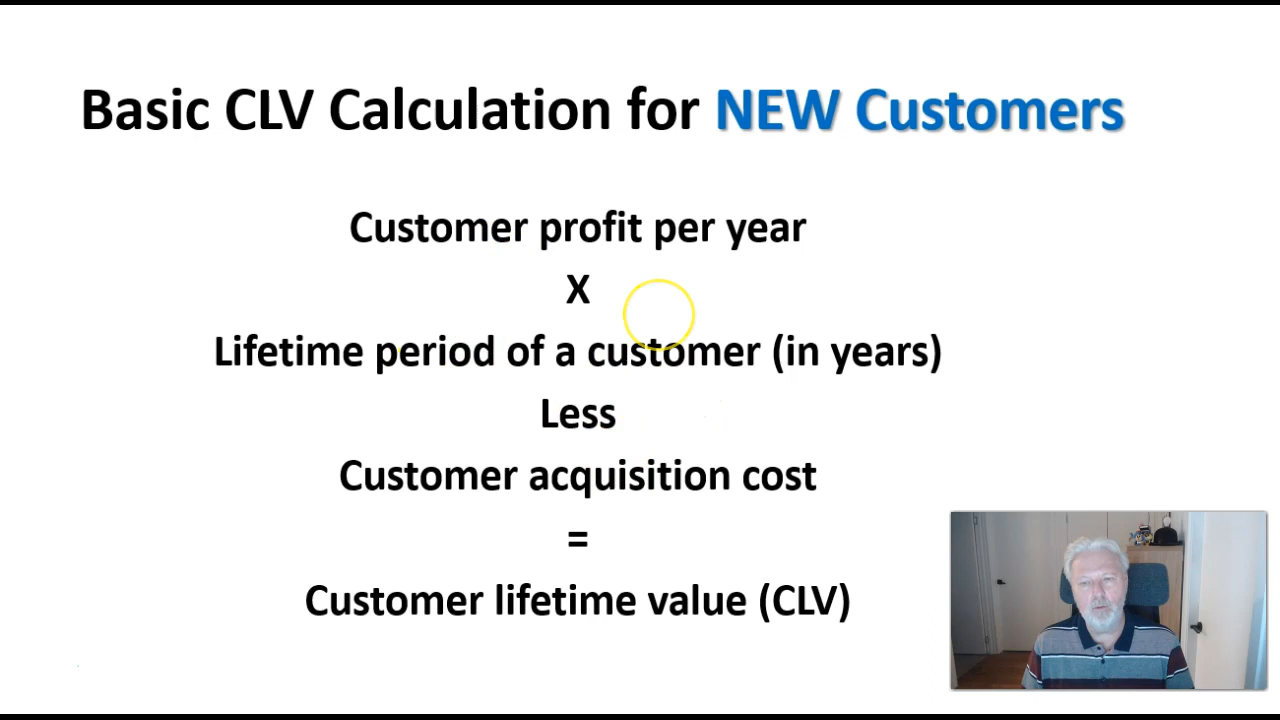 Basic CLV Calculation for NEW Customers
Customer profit per year
X
Lifetime period of a customer (in years)
Less
Customer acquisition cost
=
Customer lifetime value (CLV)